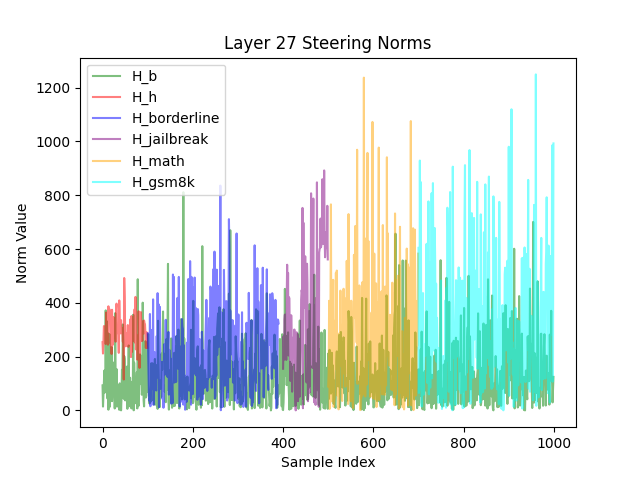 Layer 27 Steering Norms
H_b
H_h
H_borderline
H_jailbreak
H_math
H_gsm8k
Norm Value
1200
1000
800
600
400
200
0
0 200 400 600 800 1000
Sample Index